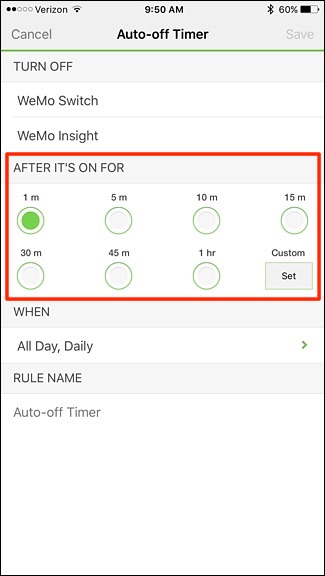 Verizon 9:50 AM 60%
Cancel Auto-off Timer Save
TURN OFF
WeMo Switch
WeMo Insight
AFTER IT'S ON FOR
1 m 5 m 10 m 15 m
30 m 45 m 1 hr Custom
Set
WHEN
All Day, Daily
RULE NAME
Auto-off Timer